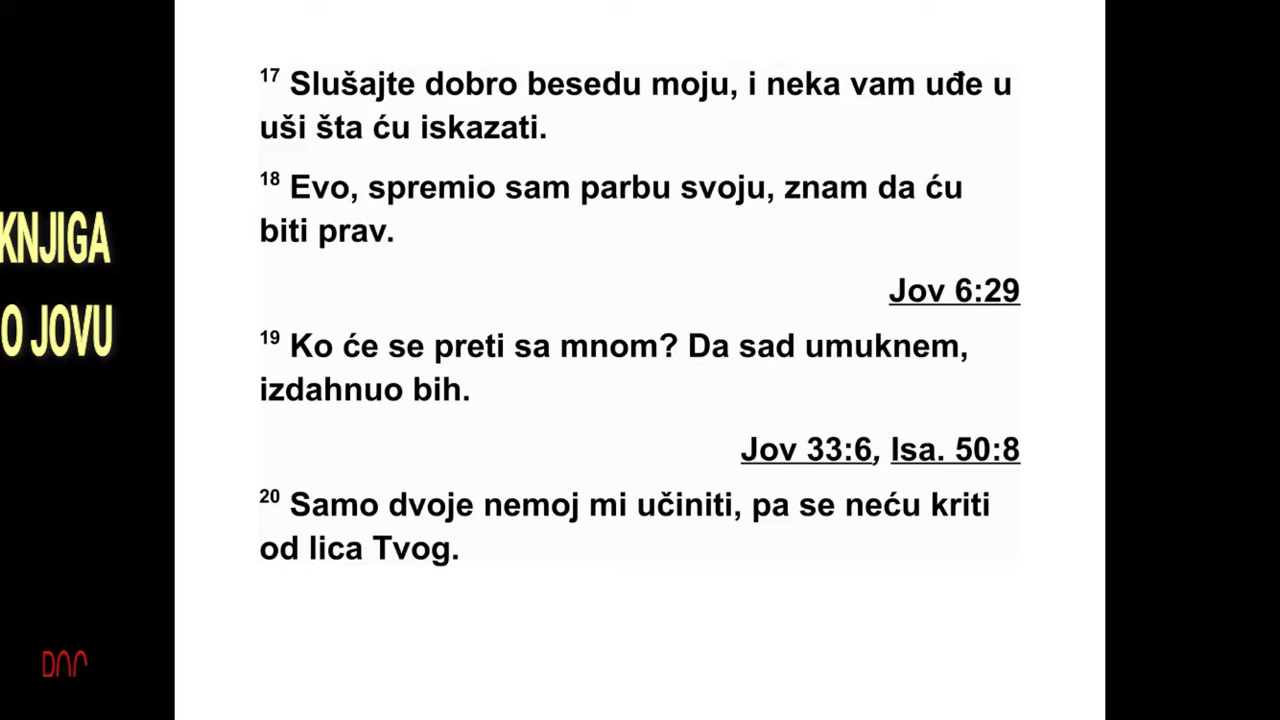 KNJIGA
O JOVU
17 Slušajte dobro besedu moju, i neka vam uđe u
uši šta ću iskazati.
18 Evo, spremio sam parbu svoju, znam da ću
biti prav.
Jov 6:29
19 Ko će se preti sa mnom? Da sad umuknem,
izdahnuo bih.
Jov 33:6, Isa. 50:8
20 Samo dvoje nemoj mi učiniti, pa se neću kriti
od lica Tvog.